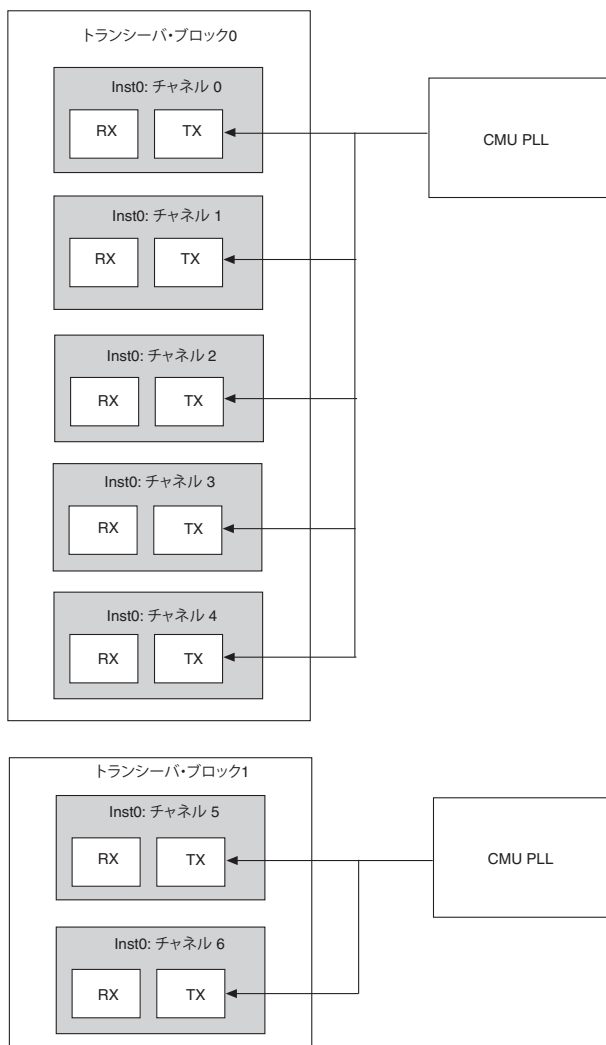 トランシーバ・ブロック0
Inst0: チャネル 0
RX
TX
CMU PLL
Inst0: チャネル 1
RX
TX
Inst0: チャネル 2
RX
TX
Inst0: チャネル 3
RX
TX
Inst0: チャネル 4
RX
TX
トランシーバ・ブロック1
Inst0: チャネル 5
RX
TX
CMU PLL
Inst0: チャネル 6
RX
TX